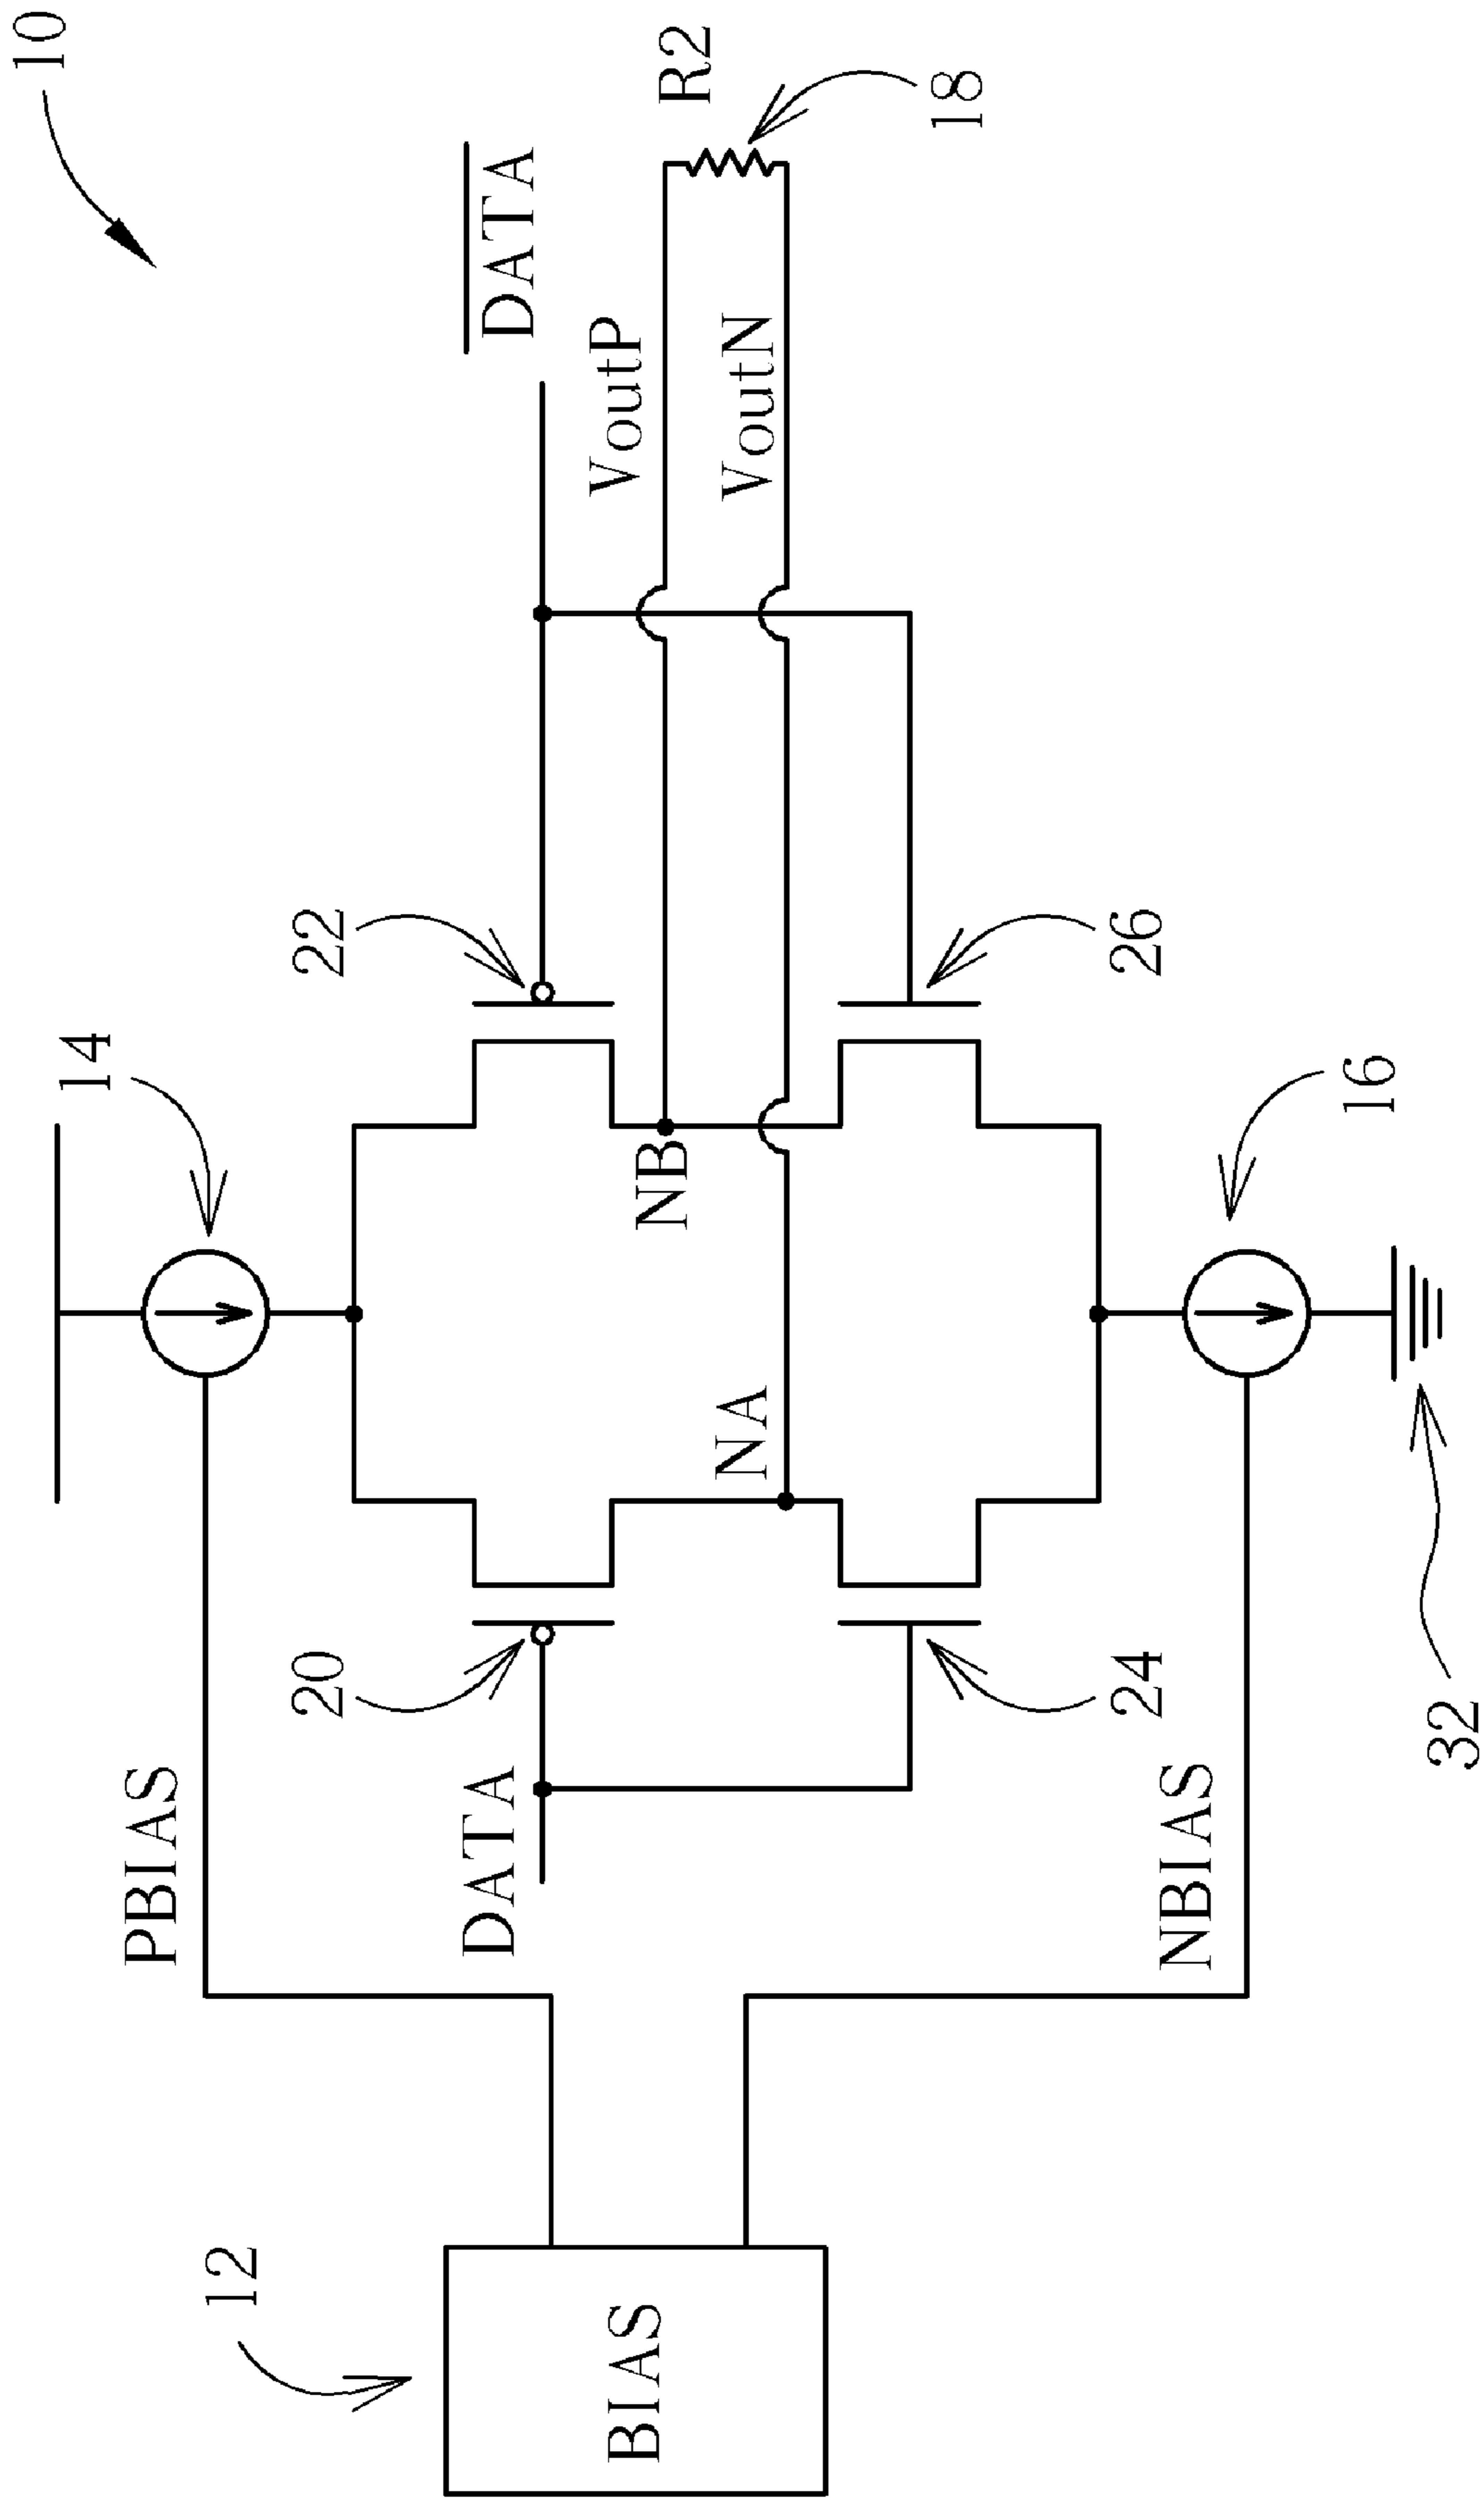 10
14
PBIAS
20
22
DATA
DATA
VoutP
R2
NB
NA
VoutN
18
12
BIAS
24
26
NBIAS
16
32